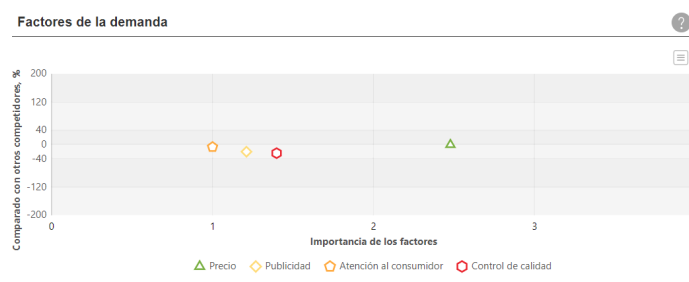 Factores de la demanda
?
Comparado con otros competidores, %
200
120
40
0
-40
-120
-200
0 1 2 3
Importancia de los factores
Precio Publicidad Atención al consumidor Control de calidad